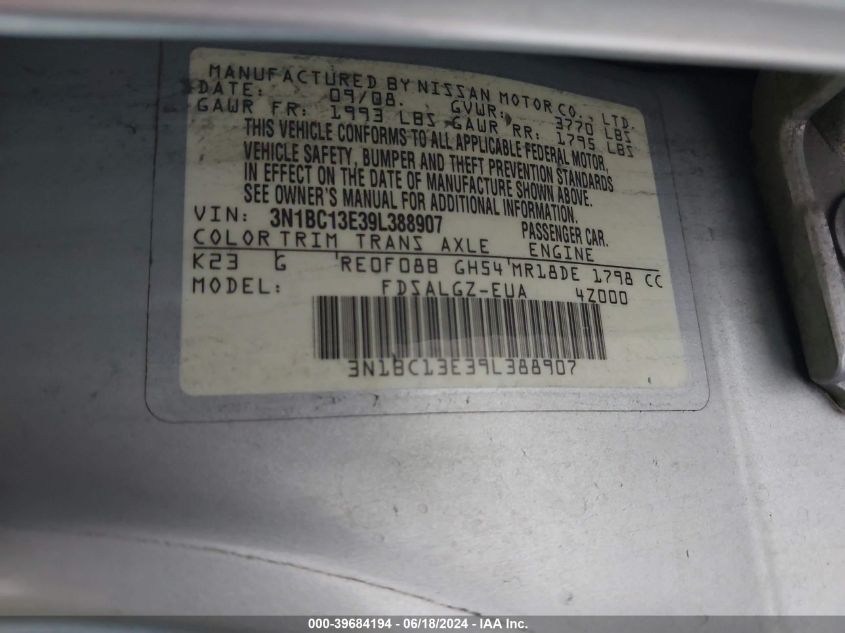 MANUFACTURED BY NISSAN MOTOR CO., LTD.
DATE: 09/08. GVWR: 3770 LBS
GAWR FR: 1993 LBS GAWR RR: 1795 LBS
THIS VEHICLE CONFORMS TO ALL APPLICABLE FEDERAL MOTOR
VEHICLE SAFETY, BUMPER AND THEFT PREVENTION STANDARDS
IN EFFECT ON THE DATE OF MANUFACTURE SHOWN ABOVE.
SEE OWNER'S MANUAL FOR ADDITIONAL INFORMATION.
VIN: 3N1BC13E39L388907 PASSENGER CAR.
COLOR TRIM TRANS AXLE ENGINE
K23 G RE0F08B GH54 MR18DE 1798 CC
MODEL: FDSALGZ-EUA 4Z000
3N1BC13E39L388907
000-39684194 - 06/18/2024 - IAA, Inc.